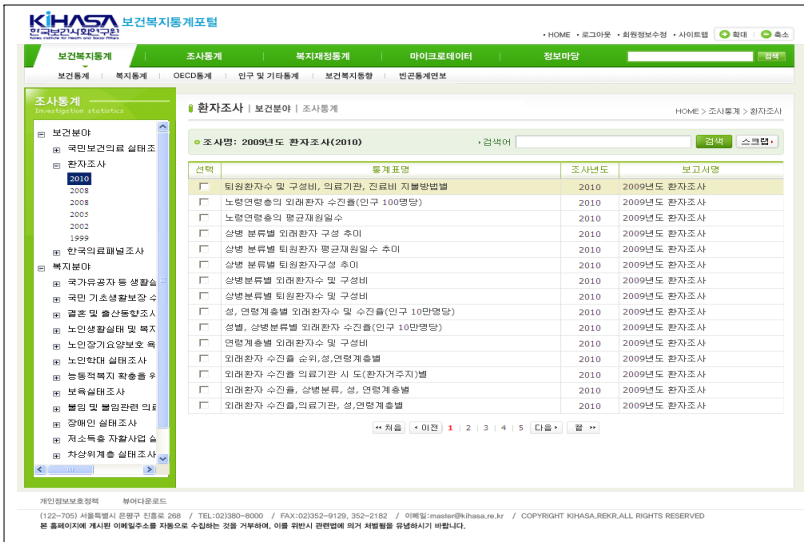 KiHASA 보건복지통계포털
한국보건사회연구원
Korea Institute for Health and Social Affairs
• HOME • 로그아웃 • 회원정보수정 • 사이트맵 확대 축소
보건복지통계 조사통계 복지재정통계 마이크로데이터 정보마당 검색
보건통계 복지통계 OECD통계 인구 및 기타통계 보건복지동향 빈곤통계연보
조사통계
Investigation statistics
환자조사 | 보건분야 | 조사통계
HOME > 조사통계 > 환자조사
보건분야
국민보건의료 실태조
환자조사
2010
2008
2008
2005
2002
1999
한국의료패널조사
복지분야
국가유공자 등 생활실
국민 기초생활보장 수
결혼 및 출산동향조사
노인생활실태 및 복지
노인장기요양보호 욕
노인학대 실태조사
능동적복지 확충을 위
보육실태조사
불임 및 불임관련 의료
장애인 실태조사
저소득층 자활사업 실
차상위계층 실태조사
조사명: 2009년도 환자조사(2010) 검색어 검색 스크랩
선택 통계표명 조사년도 보고서명
퇴원환자수 및 구성비, 의료기관, 진료비 지불방법별 2010 2009년도 환자조사
노령연령층의 외래환자 수진율(인구 100명당) 2010 2009년도 환자조사
노령연령층의 평균재원일수 2010 2009년도 환자조사
상병 분류별 외래환자 구성 추이 2010 2009년도 환자조사
상병 분류별 퇴원환자 평균재원일수 추이 2010 2009년도 환자조사
상병 분류별 퇴원환자구성 추이 2010 2009년도 환자조사
상병분류별 외래환자수 및 구성비 2010 2009년도 환자조사
상병분류별 퇴원환자수 및 구성비 2010 2009년도 환자조사
성, 연령계층별 외래환자수 및 수진율(인구 10만명당) 2010 2009년도 환자조사
성별, 상병분류별 외래환자 수진율(인구 10만명당) 2010 2009년도 환자조사
연령계층별 외래환자수 및 구성비 2010 2009년도 환자조사
외래환자 수진율 순위,성,연령계층별 2010 2009년도 환자조사
외래환자 수진율 의료기관 시 도(환자거주지)별 2010 2009년도 환자조사
외래환자 수진율, 상병분류, 성, 연령계층별 2010 2009년도 환자조사
외래환자 수진율,의료기관, 성,연령계층별 2010 2009년도 환자조사
처음 이전 1 | 2 | 3 | 4 | 5 다음 끝
개인정보보호정책 뷰어다운로드
(122-705) 서울특별시 은평구 진흥로 268 / TEL:02)380-8000 / FAX:02)352-9129, 352-2182 / 이메일:master@kihasa.re.kr / COPYRIGHT KIHASA,REKR,ALL RIGHTS RESERVED
본 홈페이지에 게시된 이메일주소를 자동으로 수집하는 것을 거부하며, 이를 위반시 관련법에 의거 처벌됨을 유념하시기 바랍니다.